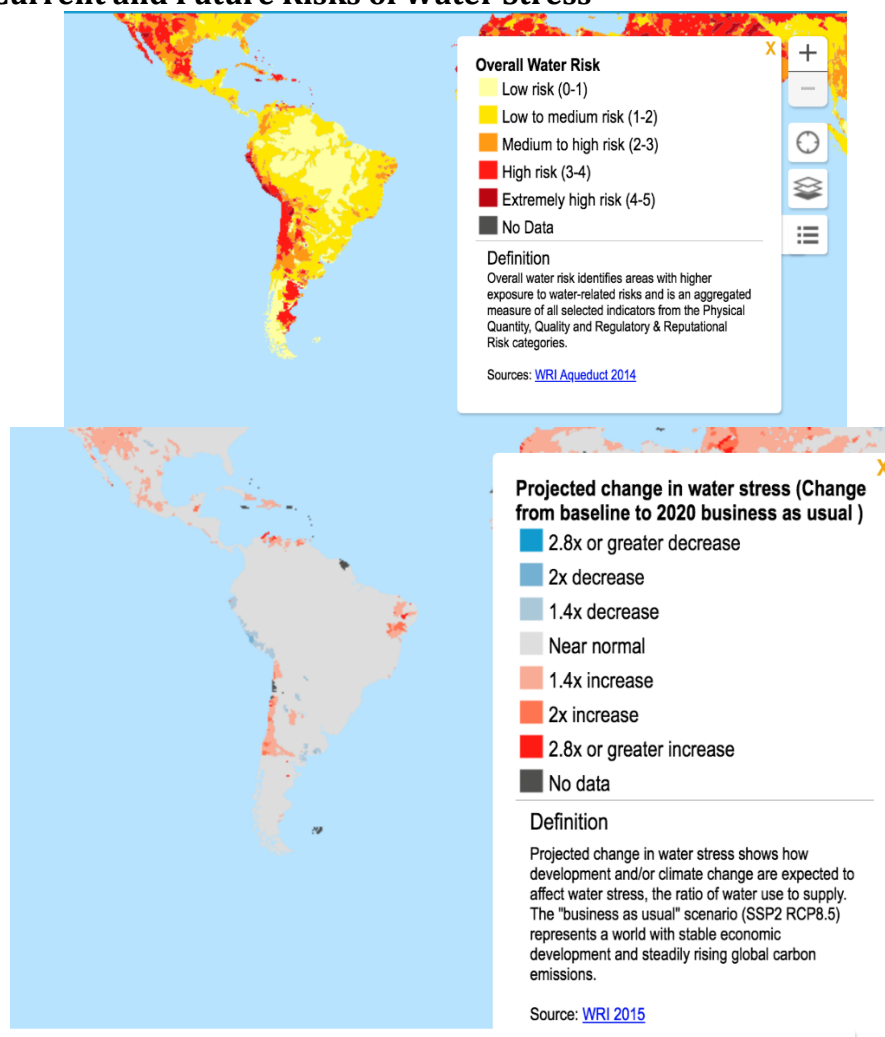 Current and Future Risks of Water Stress
X
Overall Water Risk
Low risk (0-1)
Low to medium risk (1-2)
Medium to high risk (2-3)
High risk (3-4)
Extremely high risk (4-5)
No Data
Definition
Overall water risk identifies areas with higher
exposure to water-related risks and is an aggregated
measure of all selected indicators from the Physical
Quantity, Quality and Regulatory & Reputational
Risk categories.
Sources: WRI Aqueduct 2014
X
Projected change in water stress (Change
from baseline to 2020 business as usual )
2.8x or greater decrease
2x decrease
1.4x decrease
Near normal
1.4x increase
2x increase
2.8x or greater increase
No data
Definition
Projected change in water stress shows how
development and/or climate change are expected to
affect water stress, the ratio of water use to supply.
The "business as usual" scenario (SSP2 RCP8.5)
represents a world with stable economic
development and steadily rising global carbon
emissions.
Source: WRI 2015